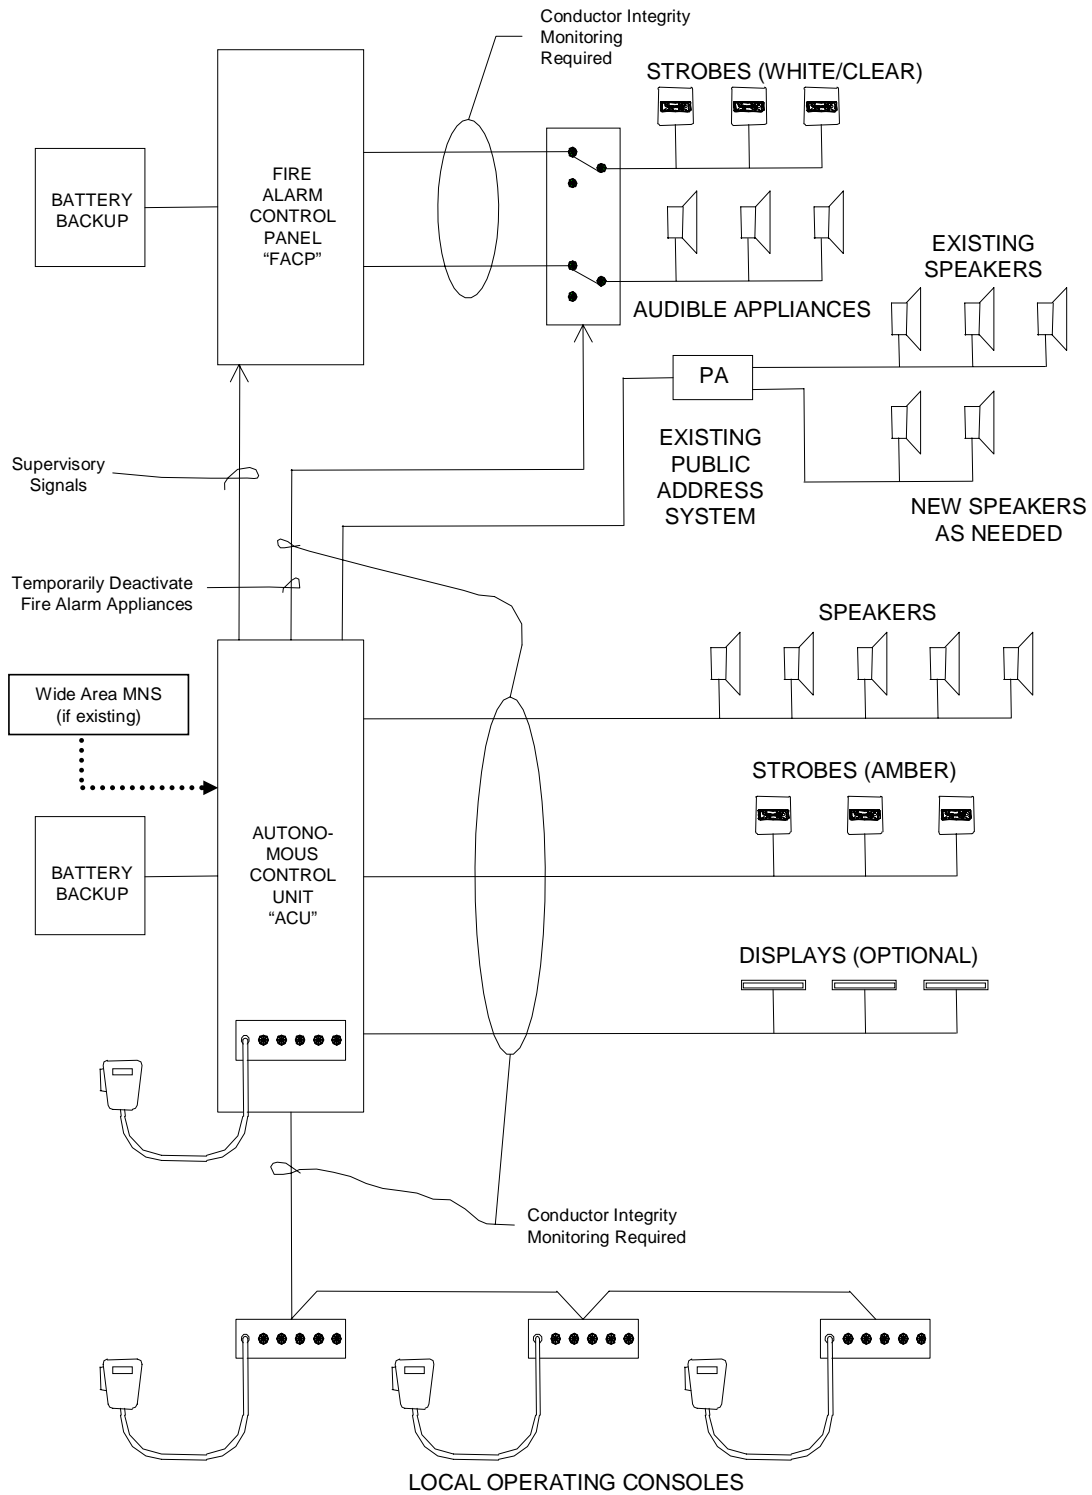 Conductor Integrity
Monitoring
Required
STROBES (WHITE/CLEAR)
BATTERY
BACKUP
FIRE
ALARM
CONTROL
PANEL
“FACP”
AUDIBLE APPLIANCES
EXISTING
SPEAKERS
PA
EXISTING
PUBLIC
ADDRESS
SYSTEM
NEW SPEAKERS
AS NEEDED
Supervisory
Signals
Temporarily Deactivate
Fire Alarm Appliances
SPEAKERS
Wide Area MNS
(if existing)
STROBES (AMBER)
BATTERY
BACKUP
AUTONO-
MOUS
CONTROL
UNIT
“ACU”
DISPLAYS (OPTIONAL)
Conductor Integrity
Monitoring Required
LOCAL OPERATING CONSOLES